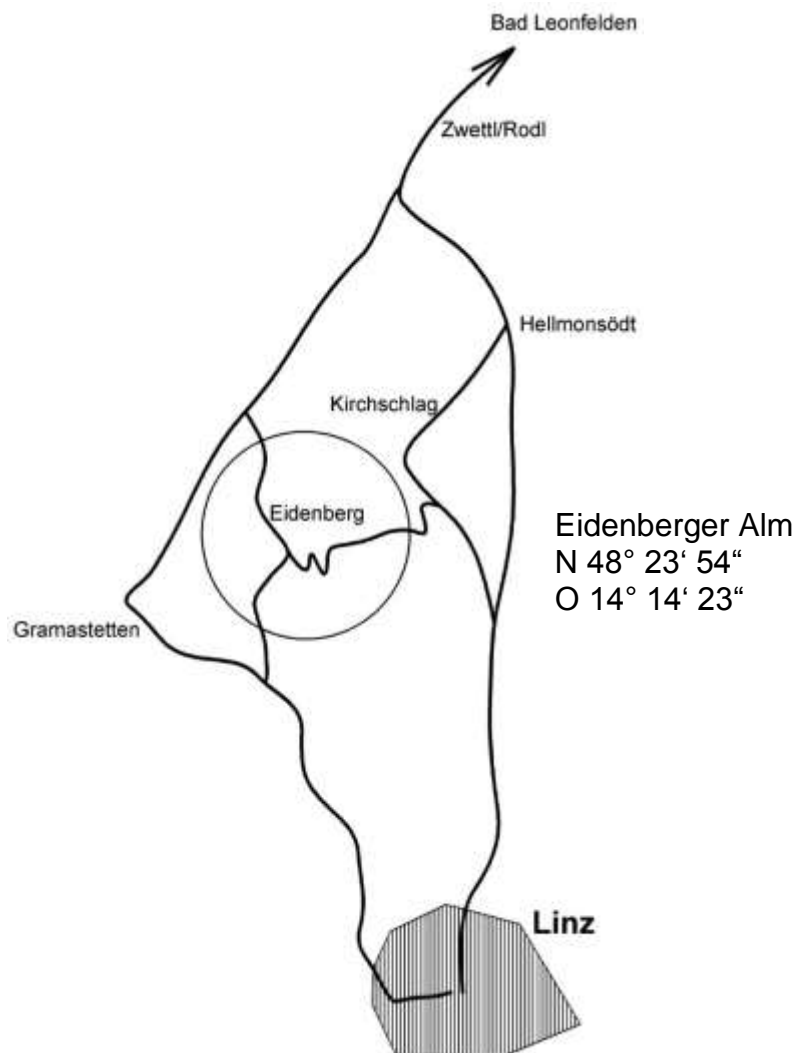 Bad Leonfelden
Zwettl/Rodl
Hellmonsödt
Kirchschlag
Eidenberg
Eidenberger Alm
N 48° 23‘ 54“
O 14° 14‘ 23“
Gramastetten
Linz